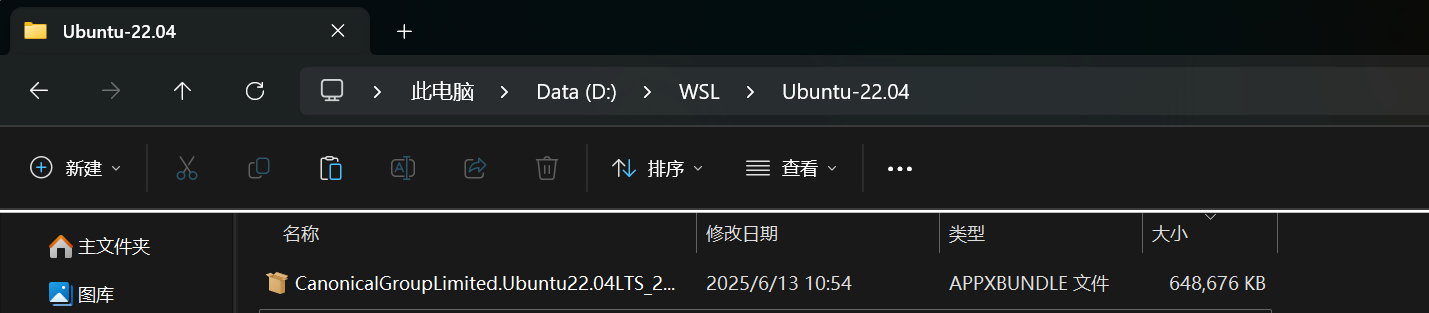 Ubuntu-22.04
此电脑 Data (D:) WSL Ubuntu-22.04
新建 排序 查看
名称 修改日期 类型 大小
主文件夹
CanonicalGroupLimited.Ubuntu22.04LTS_2... 2025/6/13 10:54 APPXBUNDLE 文件 648,676 KB
图库